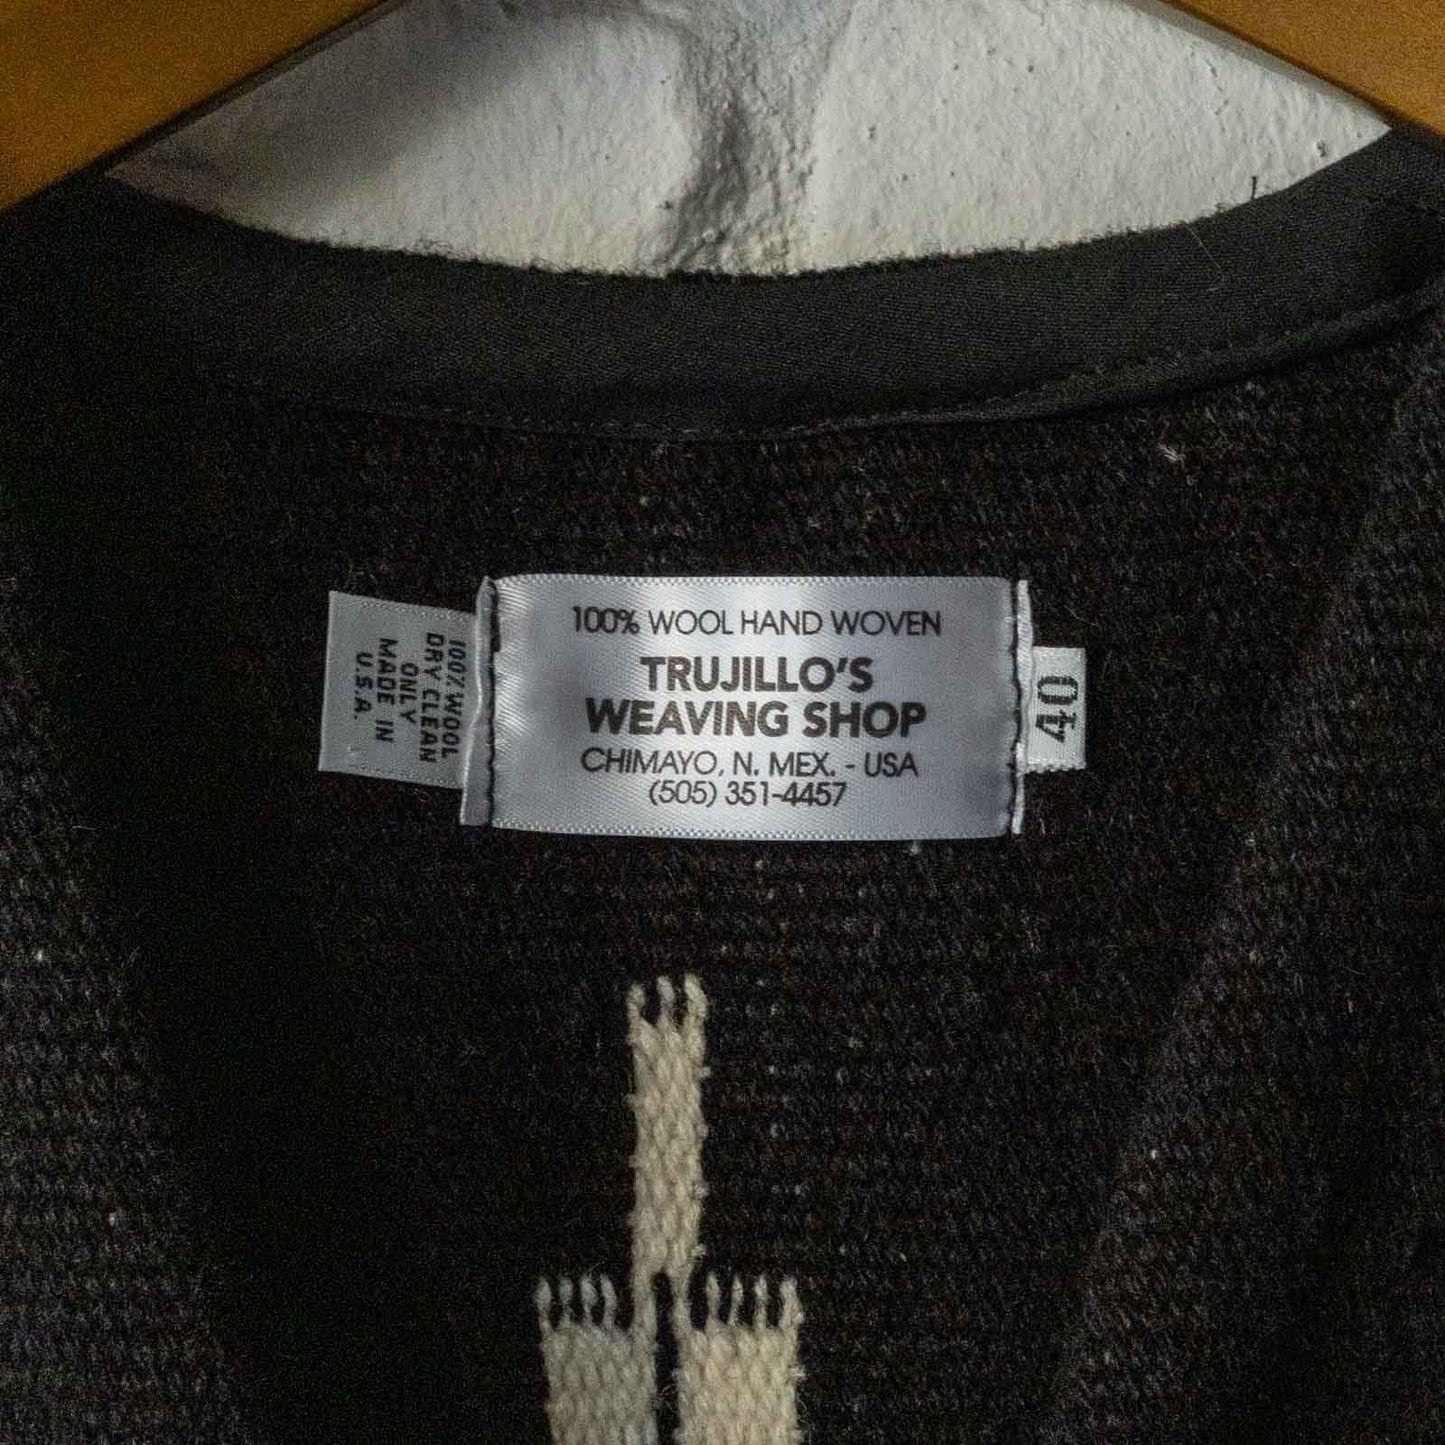 100% WOOL HAND WOVEN
TRUJILLO'S
WEAVING SHOP
CHIMAYO, N. MEX. - USA
(505) 351-4457
100% WOOL
DRY CLEAN
ONLY
MADE IN
U.S.A.
40